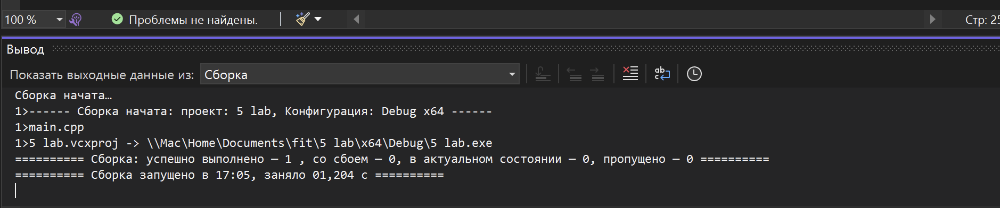 100 %
Проблемы не найдены.
Стр: 25
Вывод
Показать выходные данные из: Сборка
Сборка начата…
1>------ Сборка начата: проект: 5 lab, Конфигурация: Debug x64 ------
1>main.cpp
1>5 lab.vcxproj -> \\Mac\Home\Documents\fit\5 lab\x64\Debug\5 lab.exe
========== Сборка: успешно выполнено — 1 , со сбоем — 0, в актуальном состоянии — 0, пропущено — 0 ==========
========== Сборка запущено в 17:05, заняло 01,204 с ==========